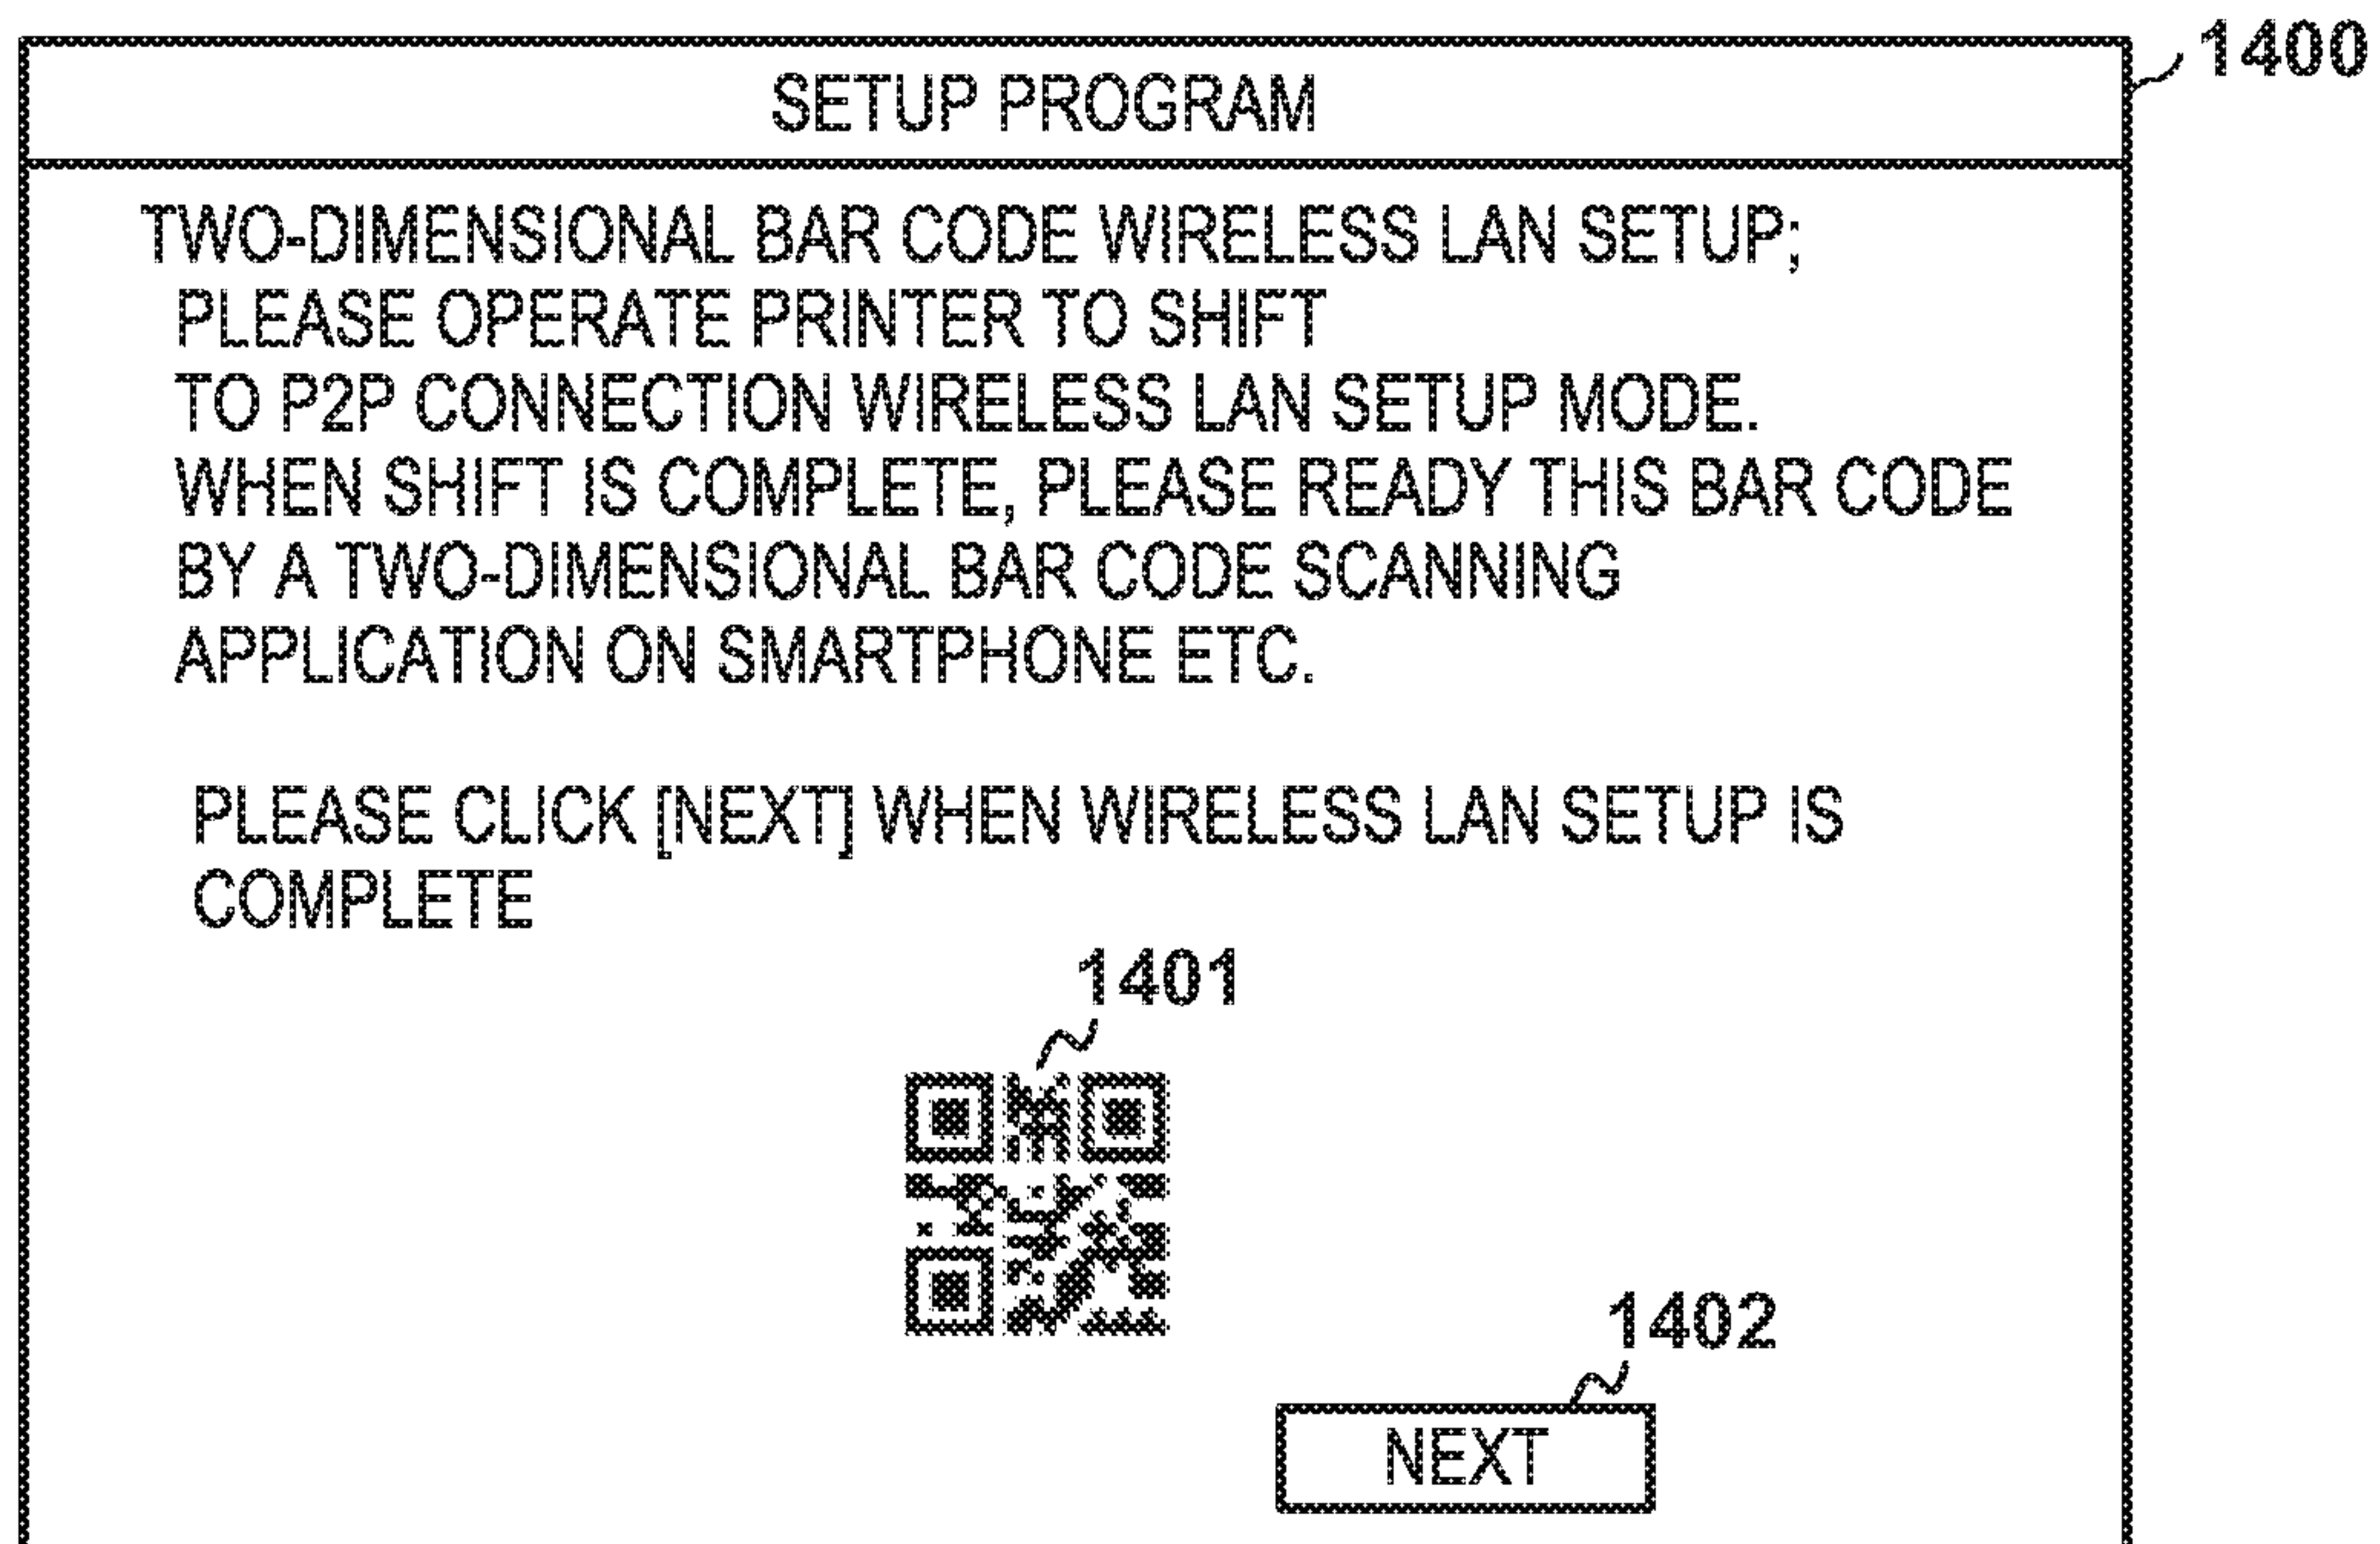 1400
SETUP PROGRAM
TWO-DIMENSIONAL BAR CODE WIRELESS LAN SETUP;
PLEASE OPERATE PRINTER TO SHIFT
TO P2P CONNECTION WIRELESS LAN SETUP MODE.
WHEN SHIFT IS COMPLETE, PLEASE READY THIS BAR CODE
BY A TWO-DIMENSIONAL BAR CODE SCANNING
APPLICATION ON SMARTPHONE ETC.
PLEASE CLICK [NEXT] WHEN WIRELESS LAN SETUP IS
COMPLETE
1401
1402
NEXT